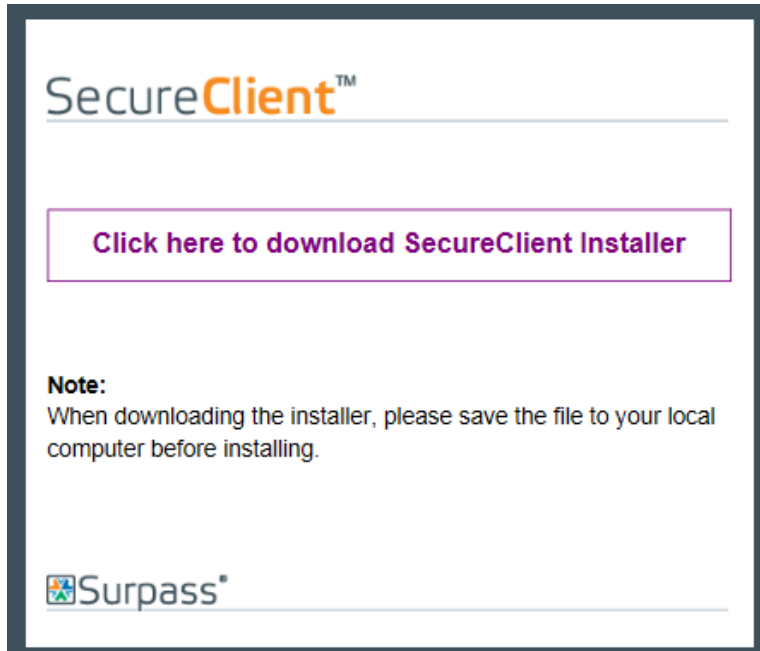 SecureClient™
Click here to download SecureClient Installer
Note:
When downloading the installer, please save the file to your local
computer before installing.
Surpass®